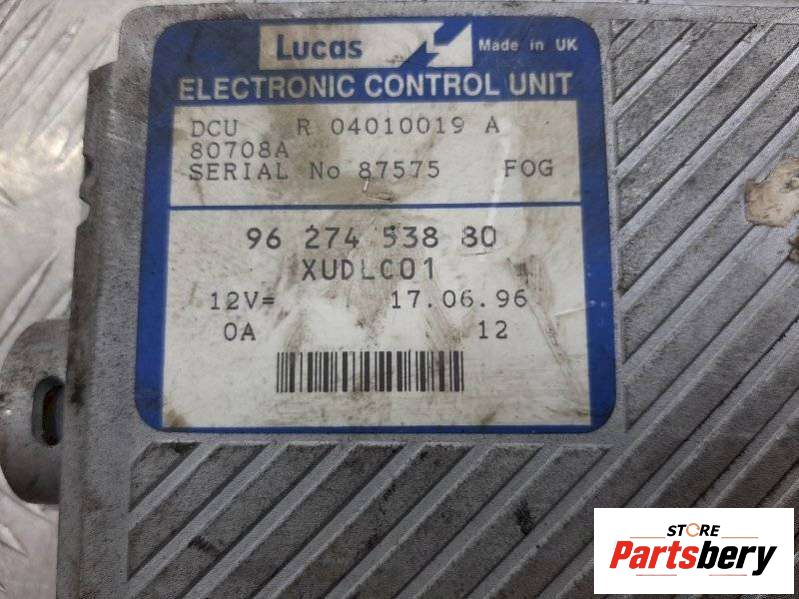 Lucas Made in UK
ELECTRONIC CONTROL UNIT
DCU R 04010019 A
80708A
SERIAL No 87575 FOG
96 274 538 80
XUDLC01
12V= 17.06.96
0A 12
STORE
Partsbery